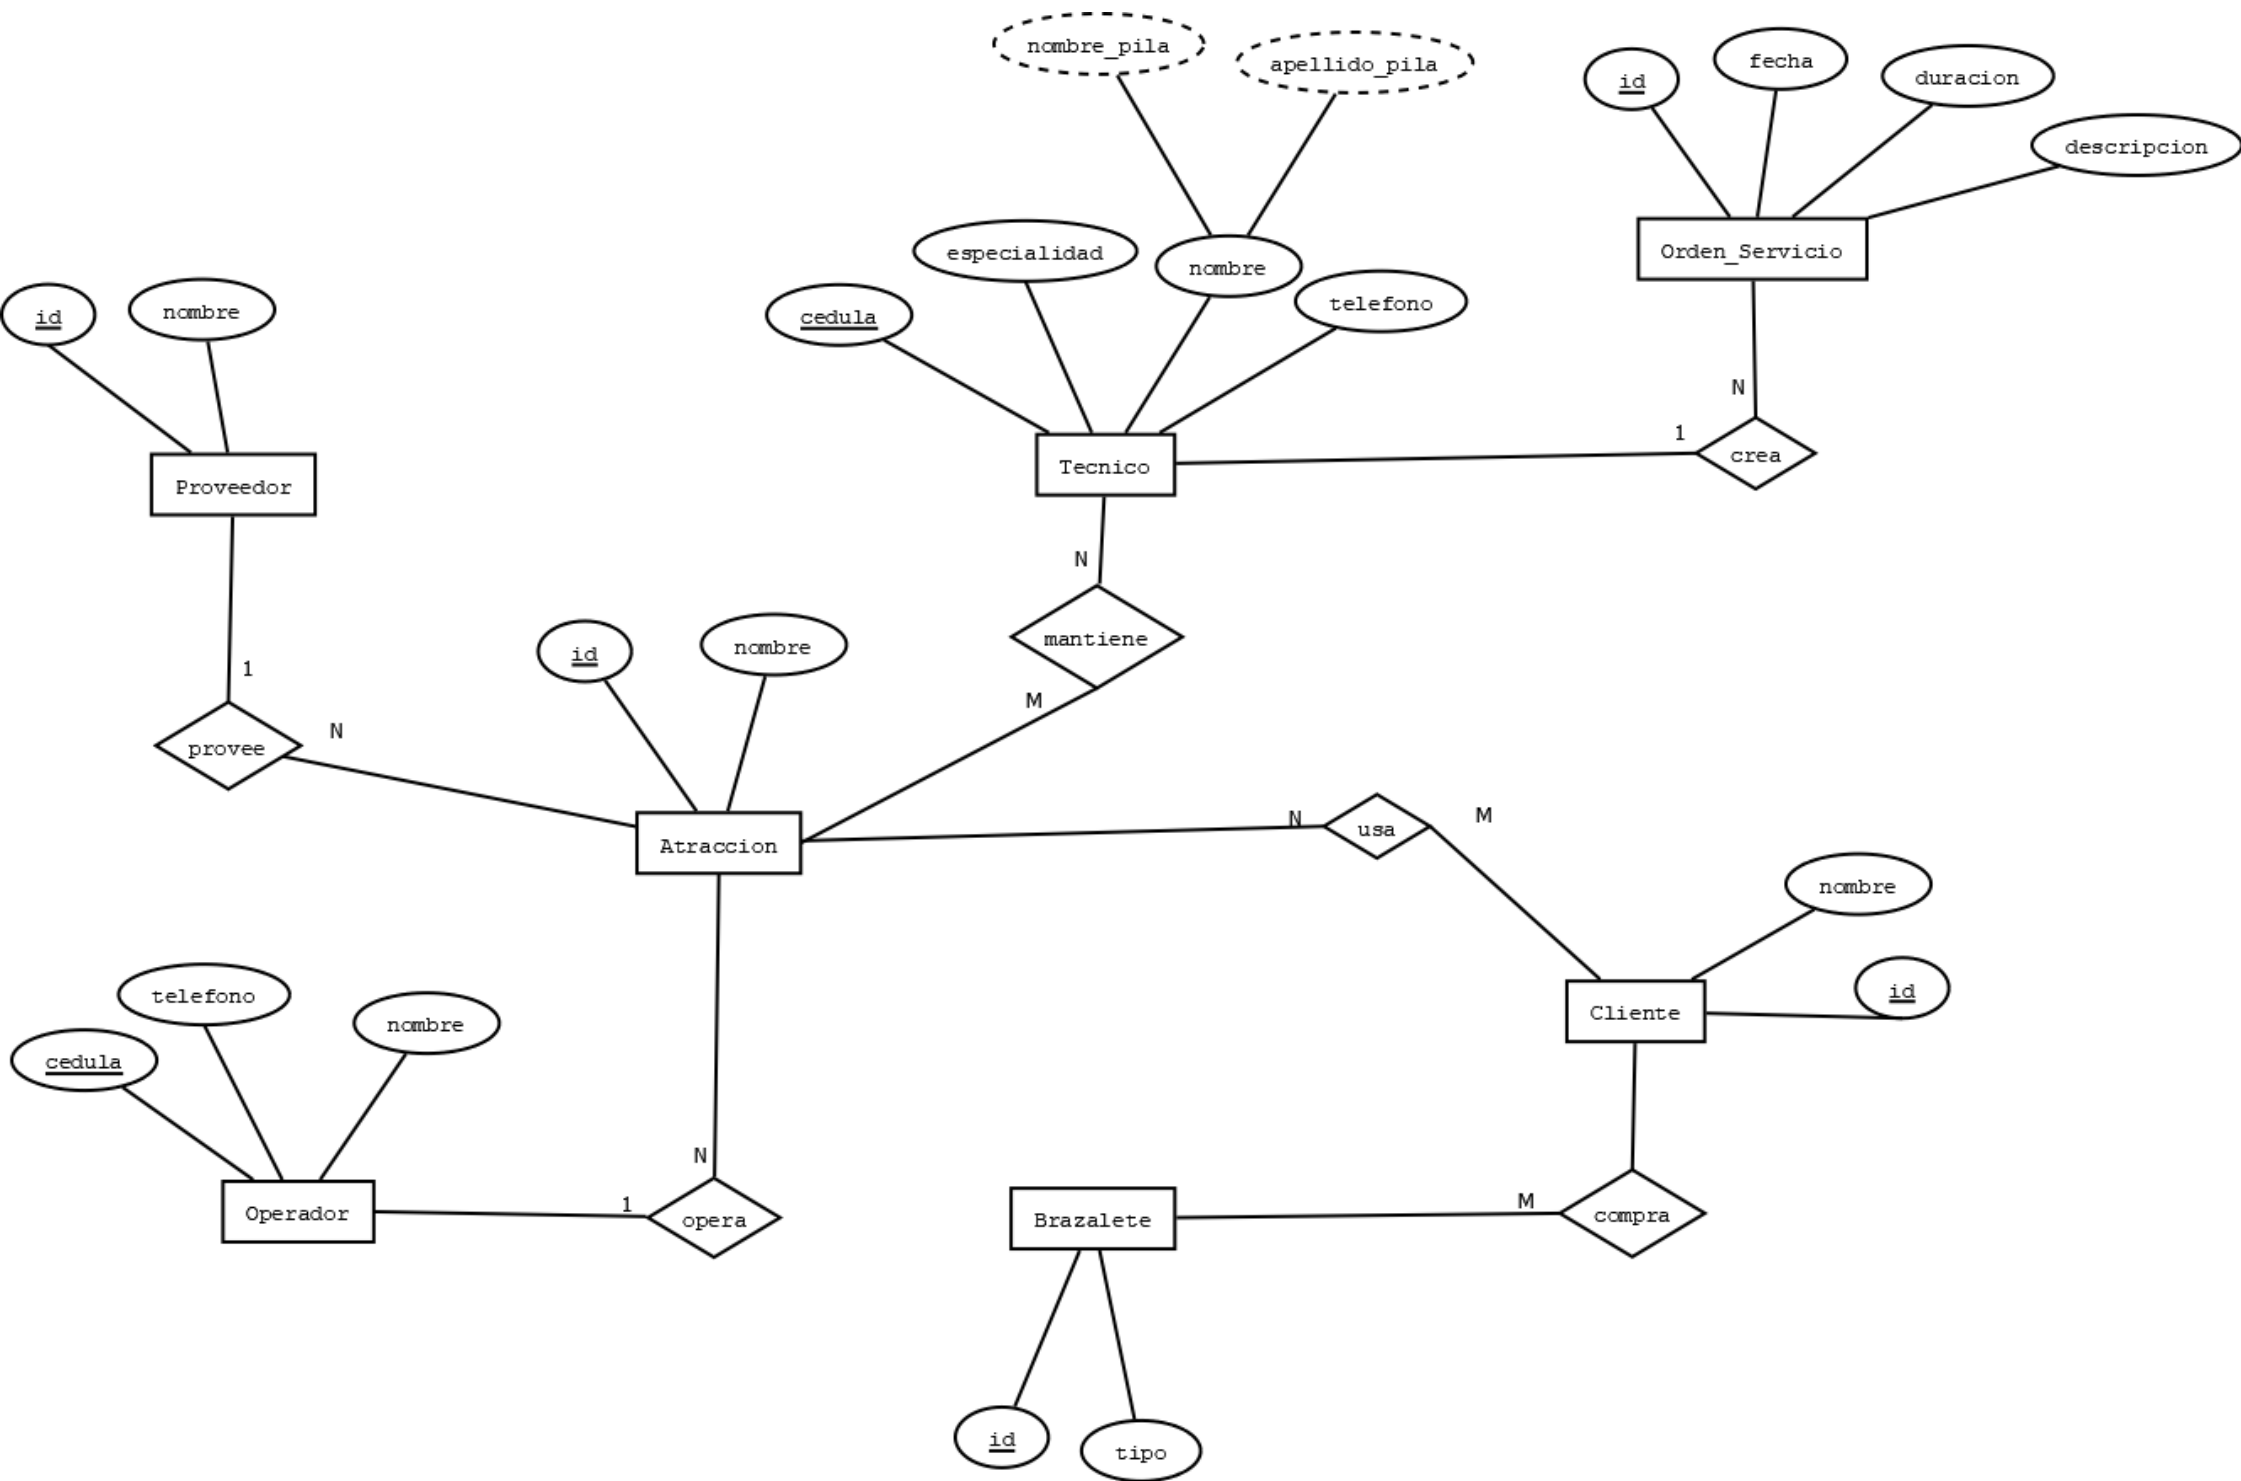 nombre_pila
apellido_pila
id
fecha
duracion
descripcion
especialidad
nombre
cedula
telefono
Orden_Servicio
id
nombre
Proveedor
Tecnico
N
1
crea
N
mantiene
M
1
provee
N
id
nombre
Atraccion
N
usa
M
nombre
id
Cliente
telefono
nombre
cedula
Operador
1
N
opera
Brazalete
M
compra
id
tipo